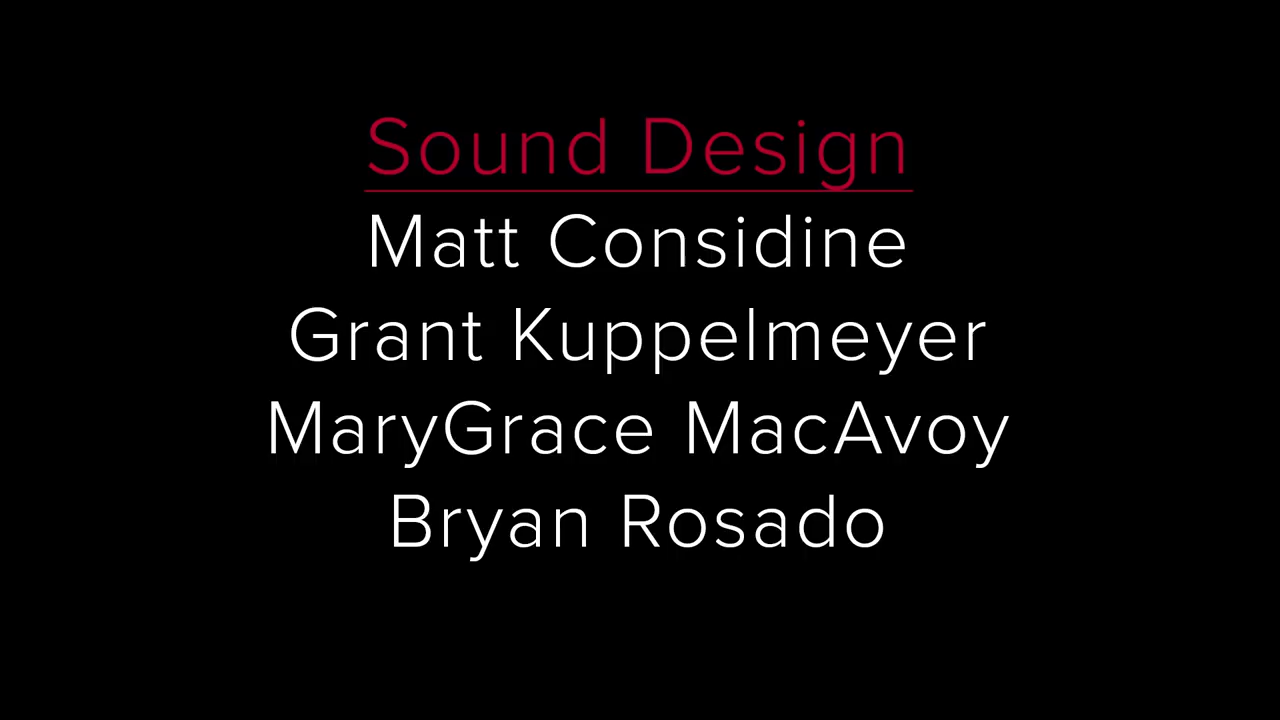 Sound Design
Matt Considine
Grant Kuppelmeyer
MaryGrace MacAvoy
Bryan Rosado